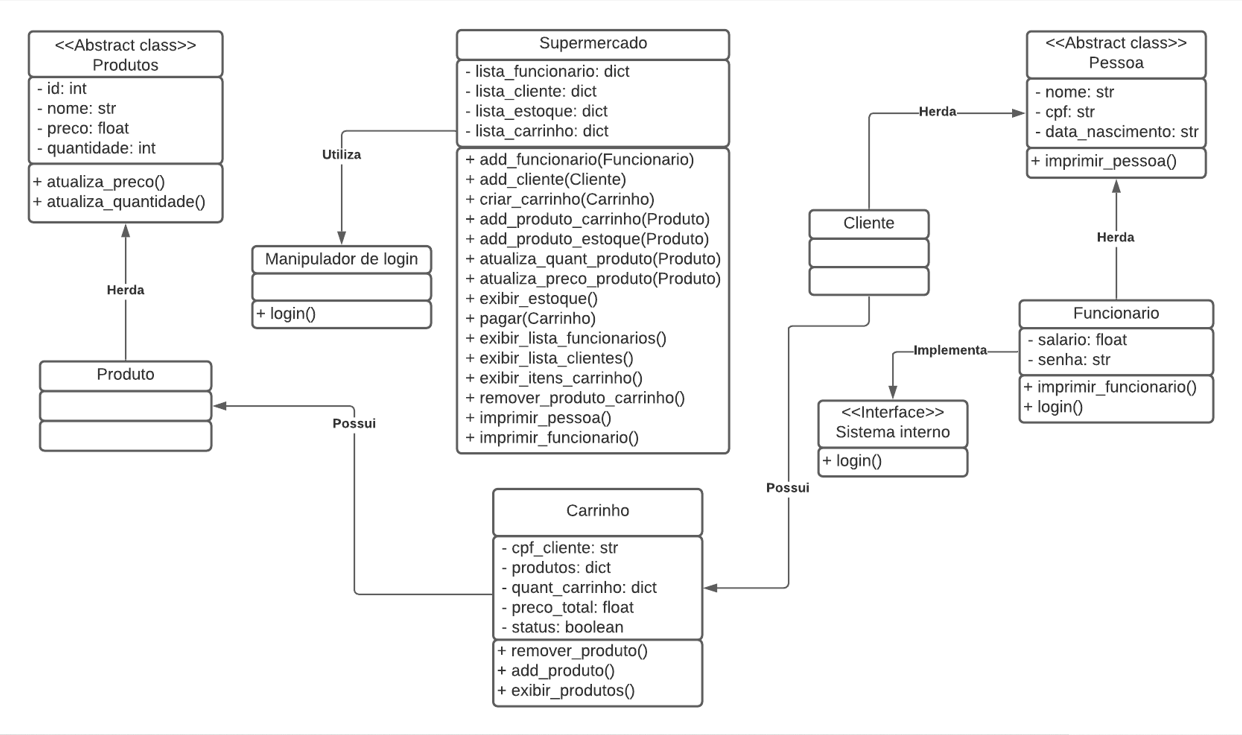 <<Abstract class>>
Produtos
- id: int
- nome: str
- preco: float
- quantidade: int
+ atualiza_preco()
+ atualiza_quantidade()
Herda
Produto
Utiliza
Manipulador de login
+ login()
Supermercado
- lista_funcionario: dict
- lista_cliente: dict
- lista_estoque: dict
- lista_carrinho: dict
+ add_funcionario(Funcionario)
+ add_cliente(Cliente)
+ criar_carrinho(Carrinho)
+ add_produto_carrinho(Produto)
+ add_produto_estoque(Produto)
+ atualiza_quant_produto(Produto)
+ atualiza_preco_produto(Produto)
+ exibir_estoque()
+ pagar(Carrinho)
+ exibir_lista_funcionarios()
+ exibir_lista_clientes()
+ exibir_itens_carrinho()
+ remover_produto_carrinho()
+ imprimir_pessoa()
+ imprimir_funcionario()
Herda
Cliente
<<Abstract class>>
Pessoa
- nome: str
- cpf: str
- data_nascimento: str
+ imprimir_pessoa()
Herda
Funcionario
- salario: float
- senha: str
+ imprimir_funcionario()
+ login()
Implementa
<<Interface>>
Sistema interno
+ login()
Possui
Possui
Carrinho
- cpf_cliente: str
- produtos: dict
- quant_carrinho: dict
- preco_total: float
- status: boolean
+ remover_produto()
+ add_produto()
+ exibir_produtos()